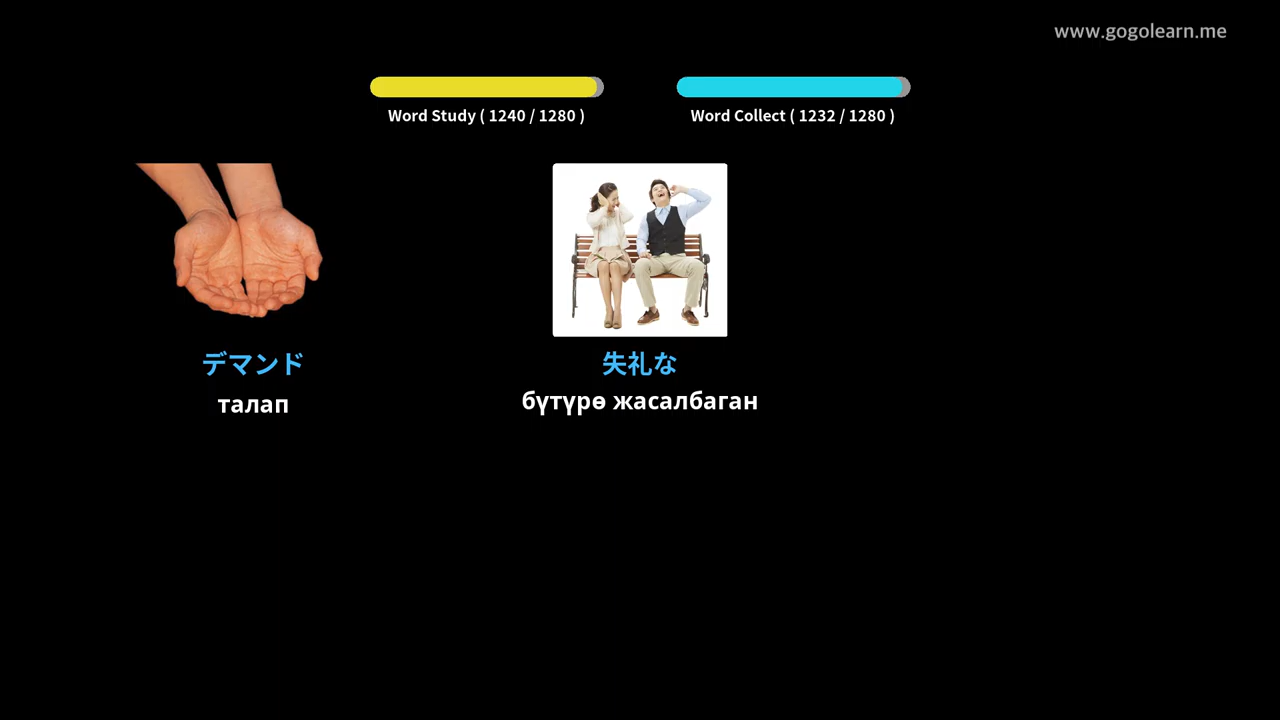 www.gogolearn.me
Word Study ( 1240 / 1280 )
Word Collect ( 1232 / 1280 )
デマンド
талап
失礼な
бүтүрө жасалбаган